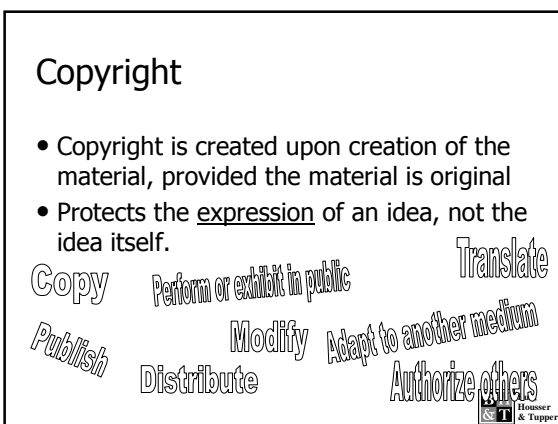 Copyright
• Copyright is created upon creation of the
material, provided the material is original
• Protects the expression of an idea, not the
idea itself.
Translate
Copy
Perform or exhibit in public
Publish
Modify
Adapt to another medium
Distribute
Authorize others
& T
Housser
& Tupper